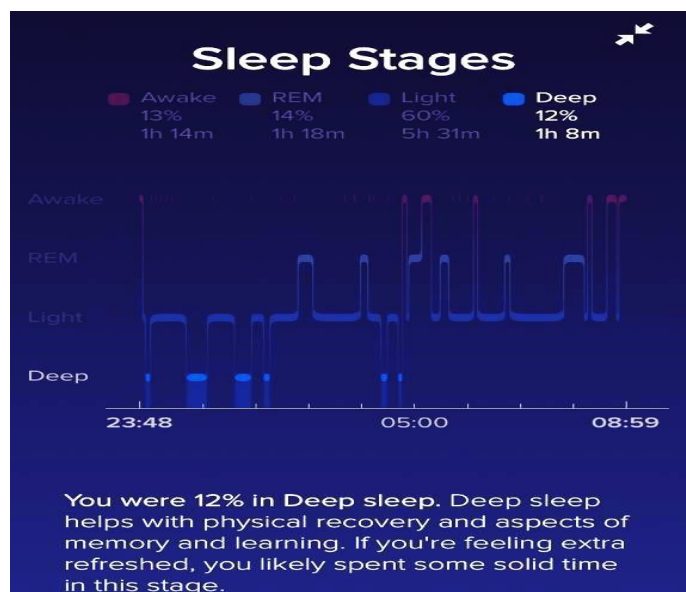 Sleep Stages
Awake REM Light Deep
13% 14% 60% 12%
1h 14m 1h 18m 5h 31m 1h 8m
Awake
REM
Light
Deep
23:48 05:00 08:59
You were 12% in Deep sleep. Deep sleep
helps with physical recovery and aspects of
memory and learning. If you're feeling extra
refreshed, you likely spent some solid time
in this stage.